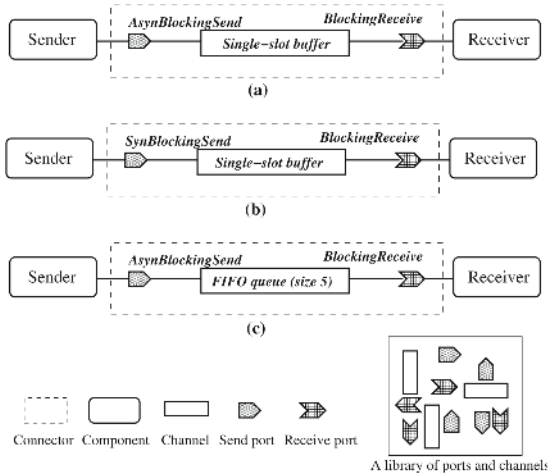 AsynBlockingSend BlockingReceive
Sender Single-slot buffer Receiver
(a)
SynBlockingSend BlockingReceive
Sender Single-slot buffer Receiver
(b)
AsynBlockingSend BlockingReceive
Sender FIFO queue (size 5) Receiver
(c)
Connector Component Channel Send port Receive port
A library of ports and channels